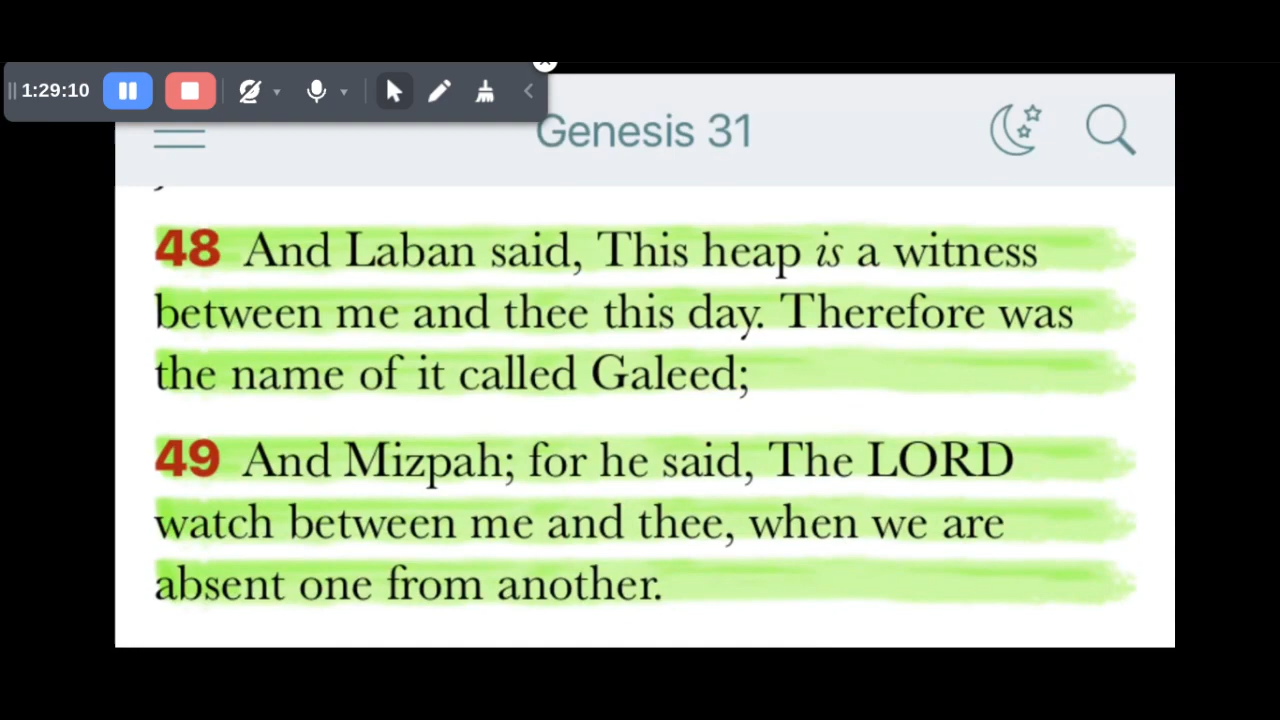 1:29:10
Genesis 31
48 And Laban said, This heap is a witness
between me and thee this day. Therefore was
the name of it called Galeed;
49 And Mizpah; for he said, The LORD
watch between me and thee, when we are
absent one from another.